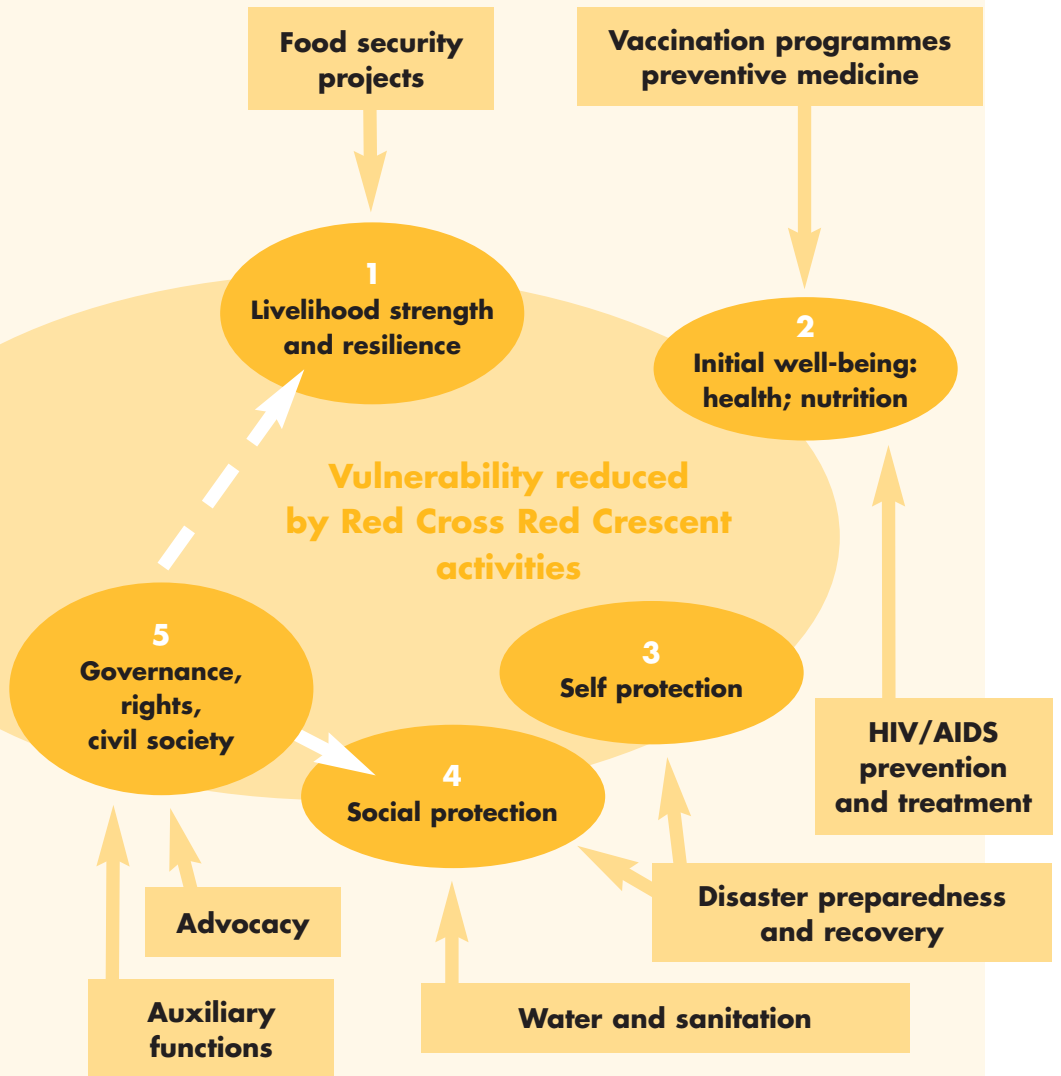 Food security
projects
Vaccination programmes
preventive medicine
1
Livelihood strength
and resilience
2
Initial well-being:
health; nutrition
Vulnerability reduced
by Red Cross Red Crescent
activities
5
Governance,
rights,
civil society
3
Self protection
4
Social protection
HIV/AIDS
prevention
and treatment
Advocacy
Disaster preparedness
and recovery
Auxiliary
functions
Water and sanitation